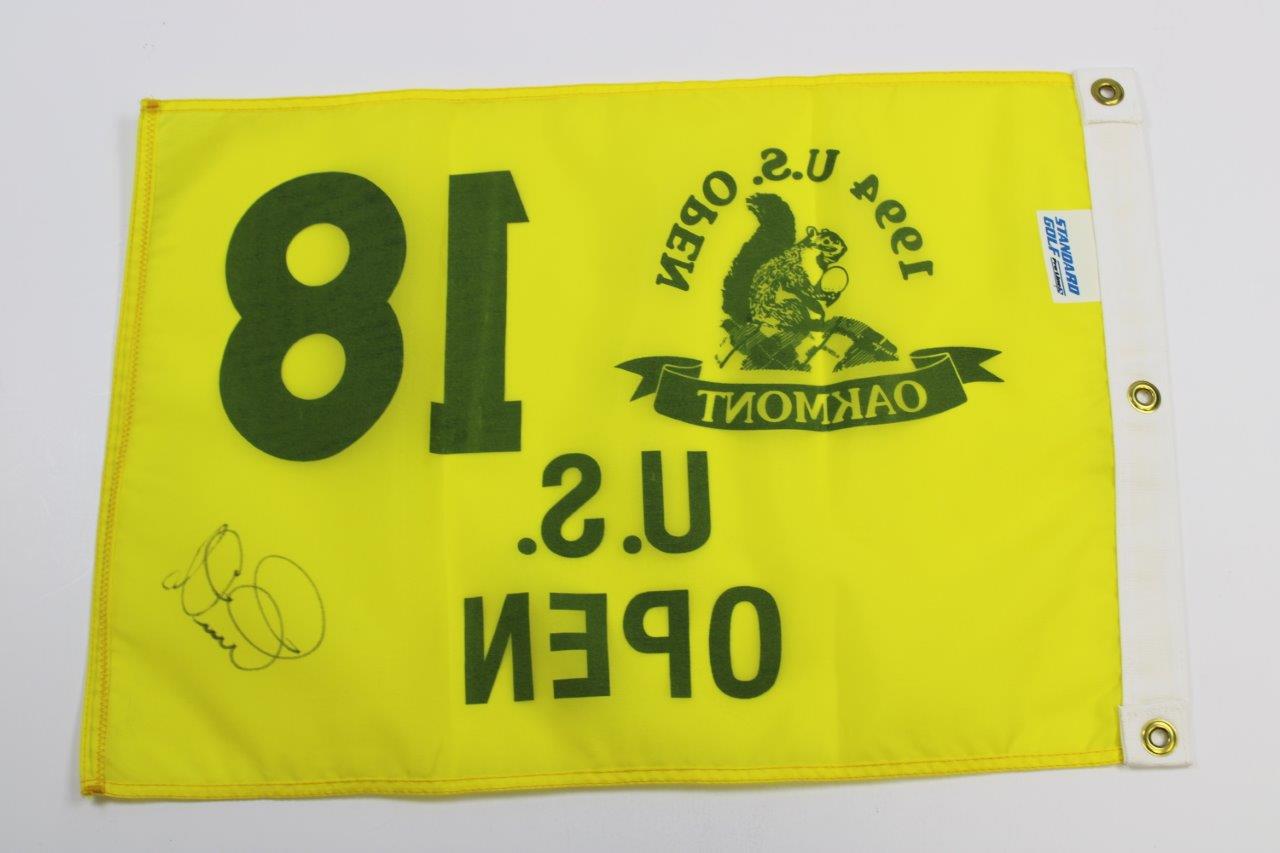 1994 U.S. OPEN
OAKMONT
18
U.S.
OPEN
STANDARD
GOLF